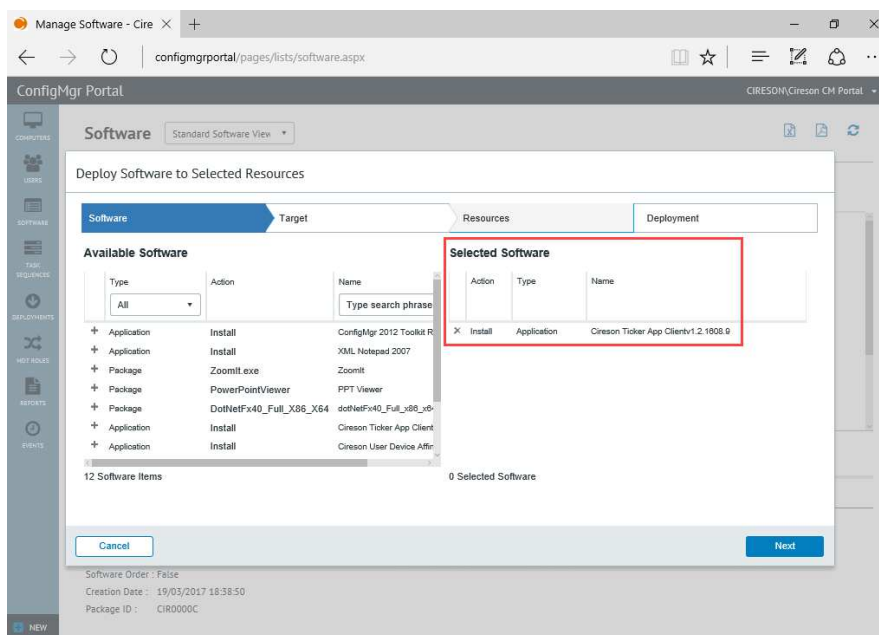 Manage Software - Cire
configmgrportal/pages/lists/software.aspx
ConfigMgr Portal
CIRESON\Cireson CM Portal
COMPUTERS
USERS
SOFTWARE
TASK SEQUENCES
DEPLOYMENTS
HOT ROLES
REPORTS
EVENTS
NEW
Software
Standard Software View
Deploy Software to Selected Resources
Software
Target
Resources
Deployment
Available Software
Type Action Name
All
Type search phrase
Application Install ConfigMgr 2012 Toolkit R
Application Install XML Notepad 2007
Package ZoomIt.exe ZoomIt
Package PowerPointViewer PPT Viewer
Package DotNetFx40_Full_X86_X64 dotNetFx40_Full_x86_x6
Application Install Cireson Ticker App Client
Application Install Cireson User Device Affin
12 Software Items
Selected Software
Action Type Name
Install Application Cireson Ticker App Clientv1.2.1608.9
0 Selected Software
Cancel
Next
Software Order : False
Creation Date : 19/03/2017 18:38:50
Package ID : CIR0000C